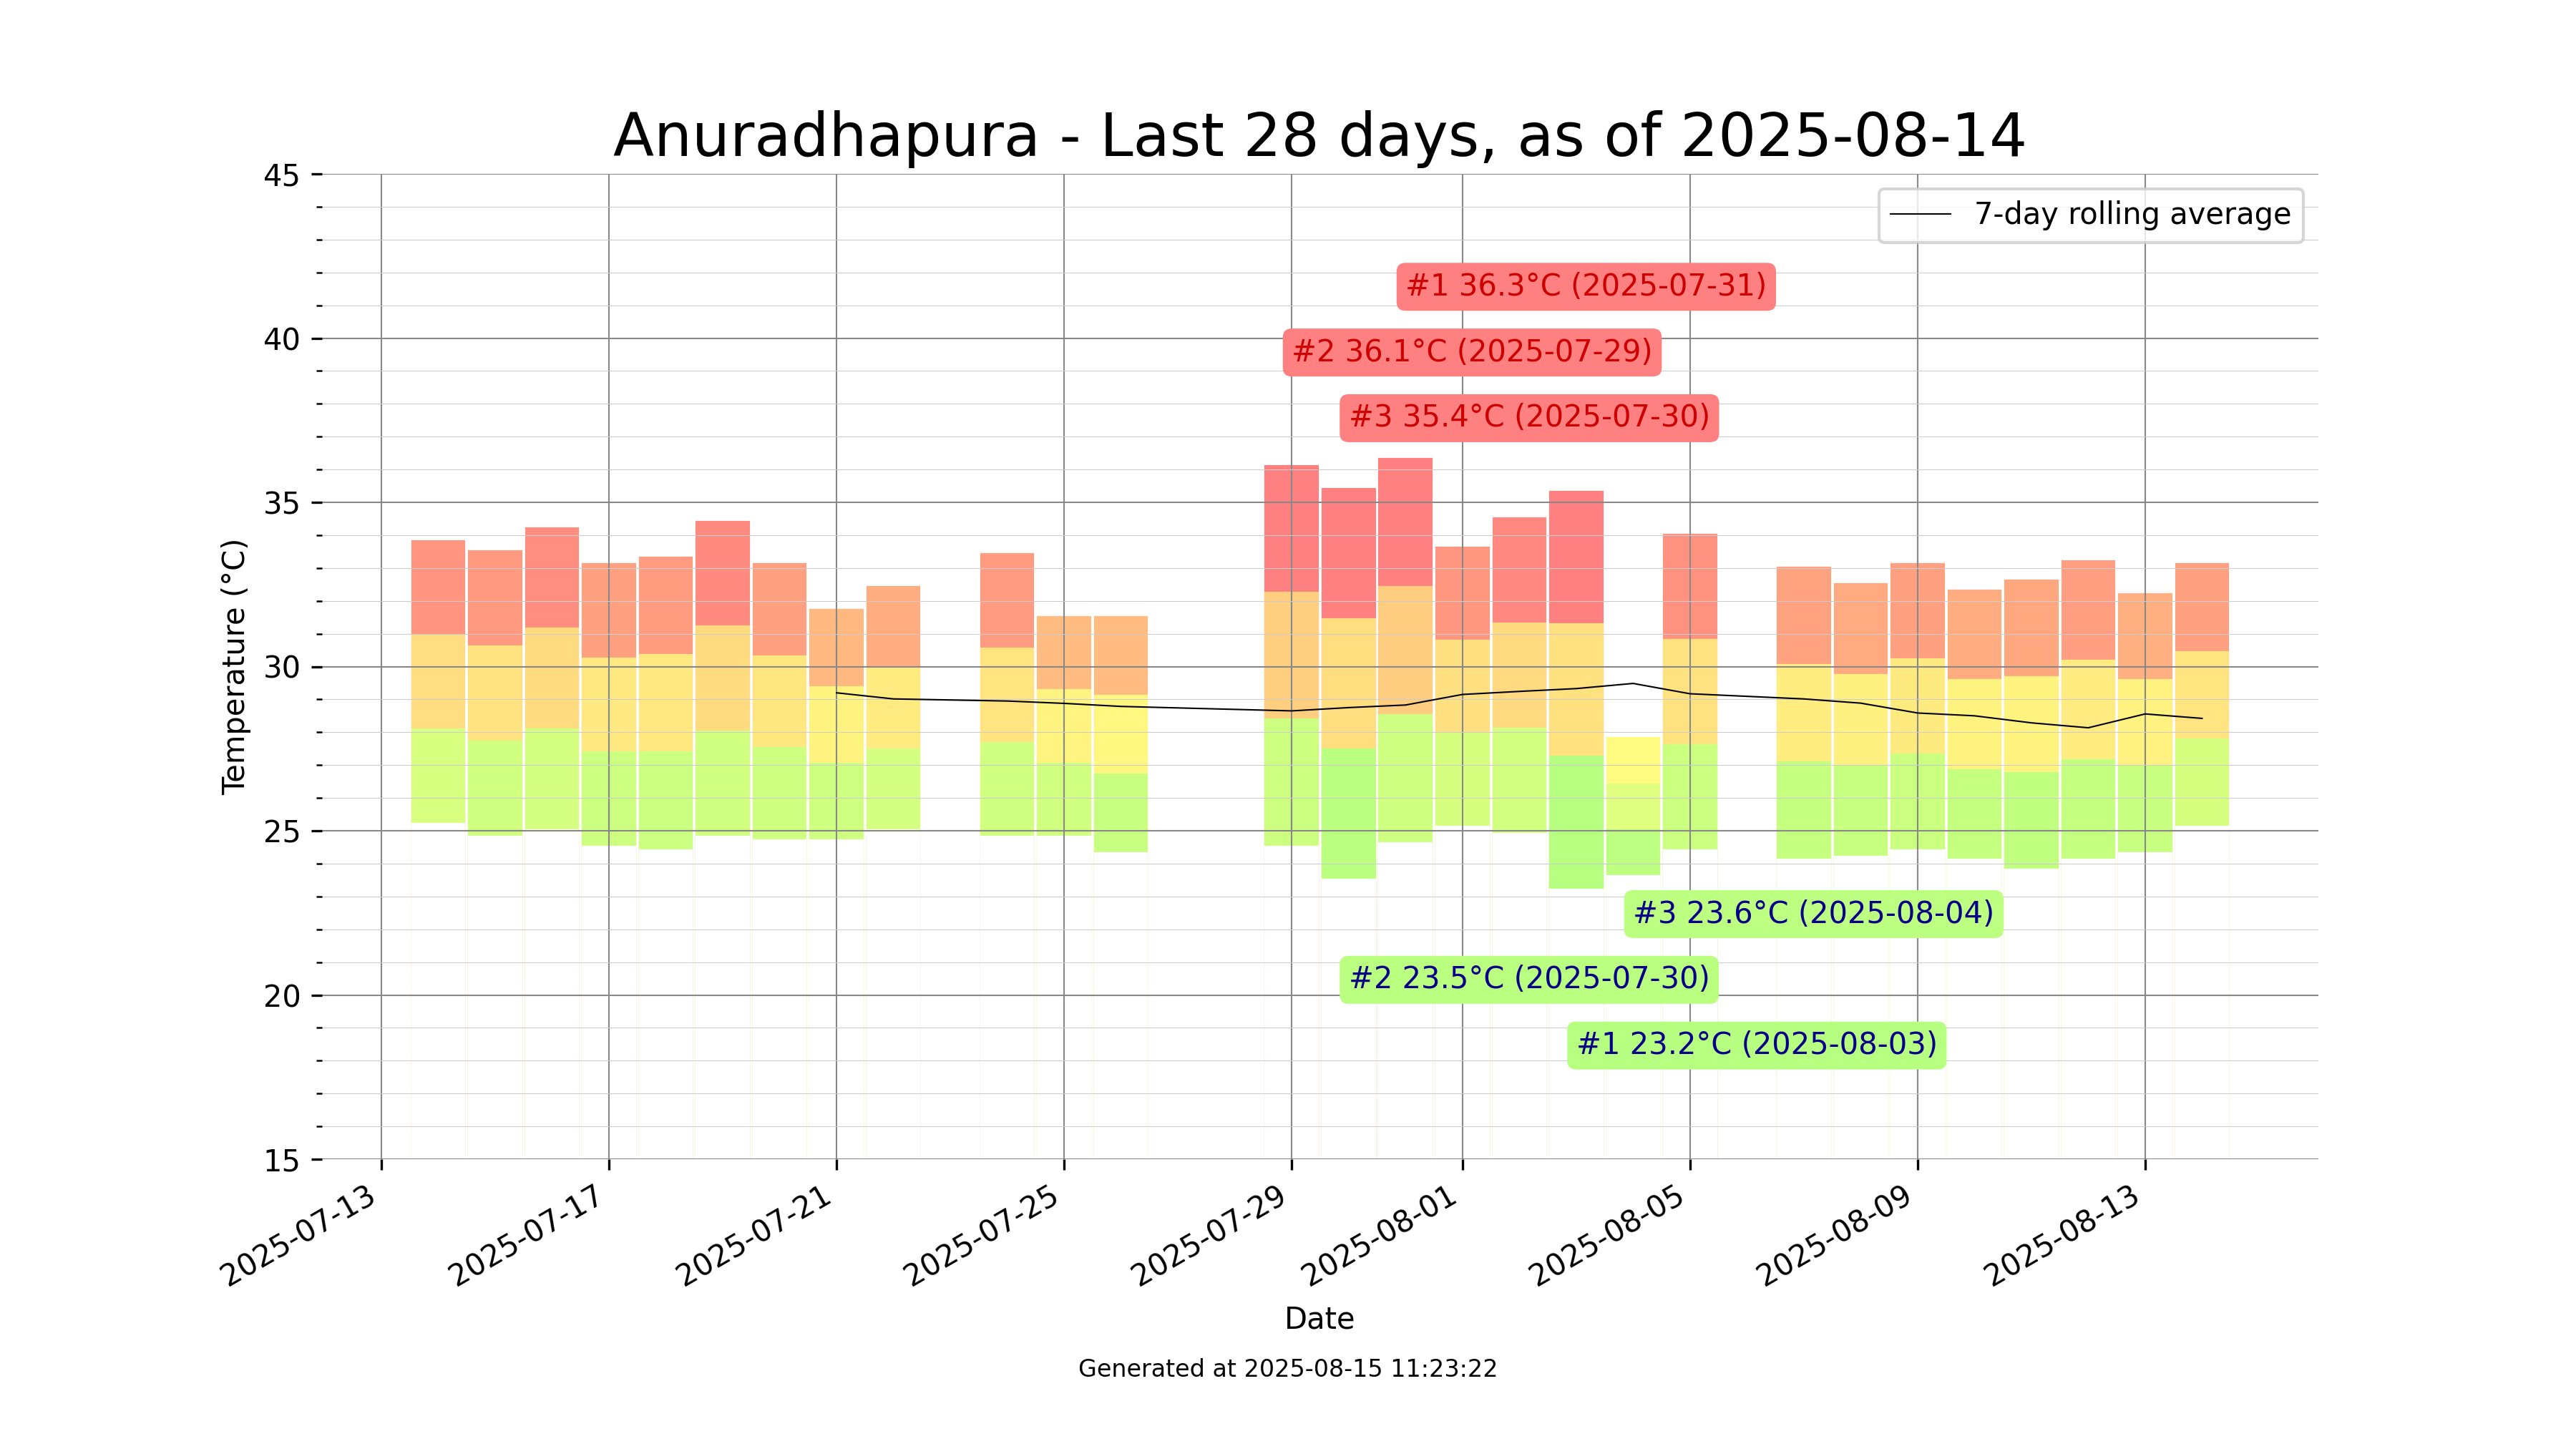 Anuradhapura - Last 28 days, as of 2025-08-14
45
7-day rolling average
#1 36.3°C (2025-07-31)
40
#2 36.1°C (2025-07-29)
#3 35.4°C (2025-07-30)
35
Temperature (°C)
30
25
#3 23.6°C (2025-08-04)
#2 23.5°C (2025-07-30)
20
#1 23.2°C (2025-08-03)
15
2025-07-13
2025-07-17
2025-07-21
2025-07-25
2025-07-29
2025-08-01
2025-08-05
2025-08-09
2025-08-13
Date
Generated at 2025-08-15 11:23:22